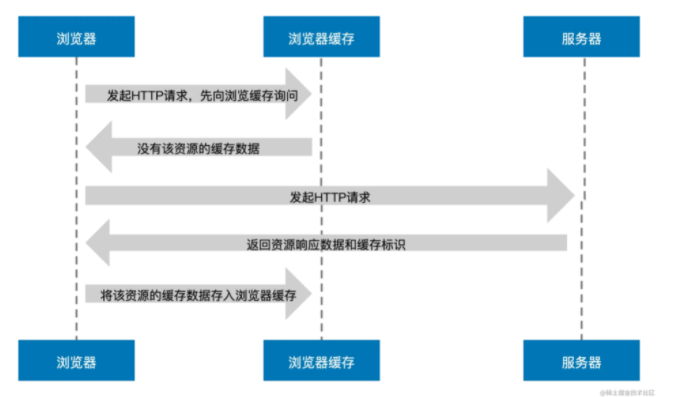 浏览器 浏览器缓存 服务器
发起HTTP请求，先向浏览缓存询问
没有该资源的缓存数据
发起HTTP请求
返回资源响应数据和缓存标识
将该资源的缓存数据存入浏览器缓存
浏览器 浏览器缓存 服务器
@稀土掘金技术社区